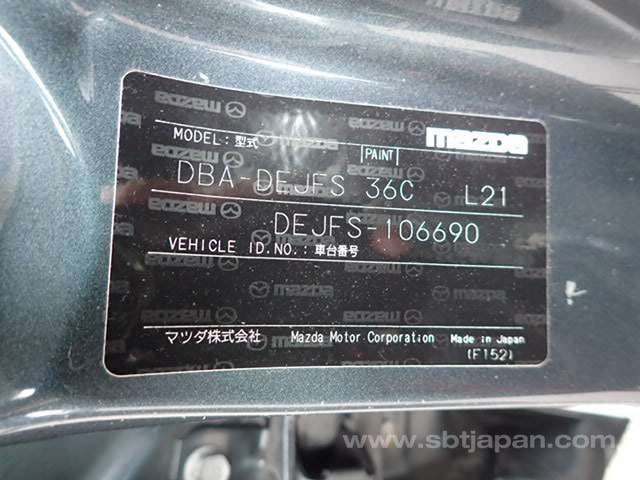 mazda
MODEL: 型式
PAINT
DBA-DEJFS 36C L21
DEJFS-106690
VEHICLE ID.NO.: 車台番号
マツダ株式会社 Mazda Motor Corporation Made in Japan
(F152)
www.sbtjapan.com